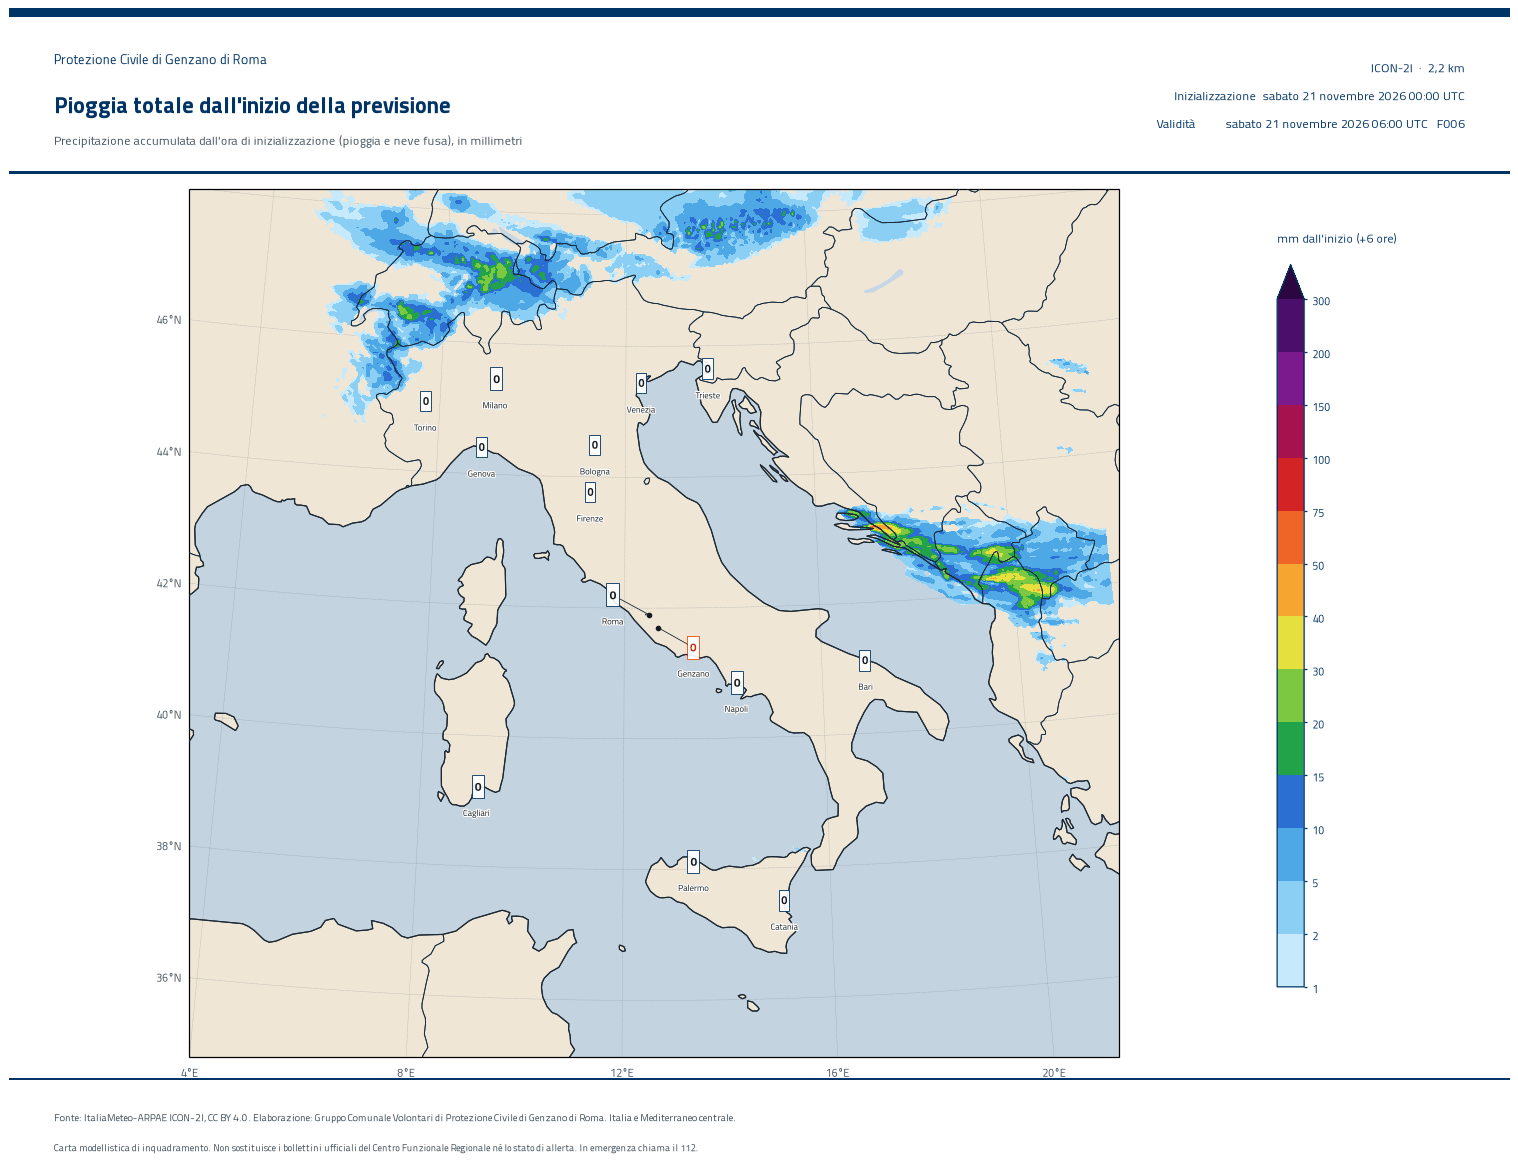 Protezione Civile di Genzano di Roma
Pioggia totale dall'inizio della previsione
Precipitazione accumulata dall'ora di inizializzazione (pioggia e neve fusa), in millimetri
ICON-2I · 2,2 km
Inizializzazione sabato 21 novembre 2026 00:00 UTC
Validità sabato 21 novembre 2026 06:00 UTC F006
mm dall'inizio (+6 ore)
300
200
150
100
75
50
40
30
20
15
10
5
2
1
46°N
44°N
42°N
40°N
38°N
36°N
4°E
8°E
12°E
16°E
20°E
0
Trieste
0
Milano
0
Venezia
0
Torino
0
Genova
0
Bologna
0
Firenze
0
Roma
0
Genzano
0
Bari
0
Napoli
0
Cagliari
0
Palermo
0
Catania
Fonte: ItaliaMeteo-ARPAE ICON-2I, CC BY 4.0. Elaborazione: Gruppo Comunale Volontari di Protezione Civile di Genzano di Roma. Italia e Mediterraneo centrale.
Carta modellistica di inquadramento. Non sostituisce i bollettini ufficiali del Centro Funzionale Regionale né lo stato di allerta. In emergenza chiama il 112.